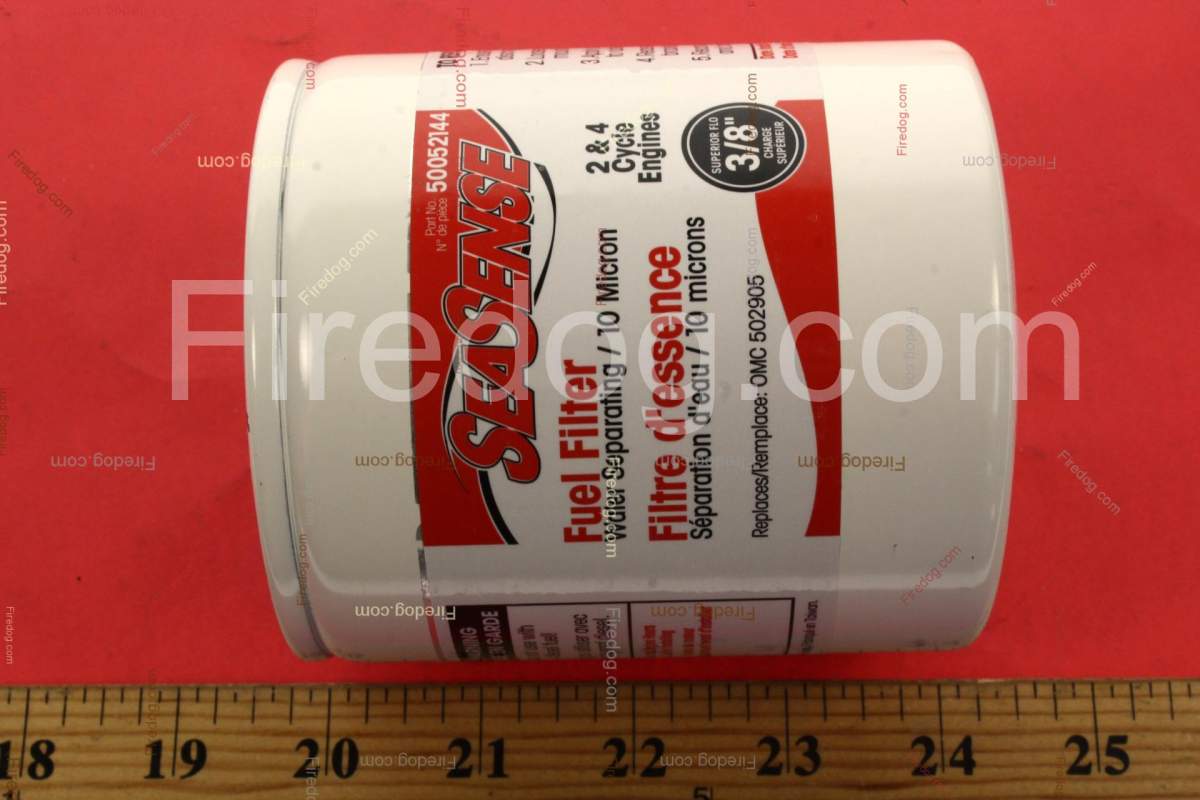 Part No.
N° de pièce 50052144
SEASENSE
2 & 4
Cycle
Engines
Fuel Filter
Water Separating / 10 Micron
Filtre d'essence
Séparation d'eau / 10 microns
SUPERIOR FLO
3/8"
CHARGE
SUPERIEUR
Replaces/Remplace: OMC 502905
GARDE
Firedog.com
18 19 20 21 22 23 24 25